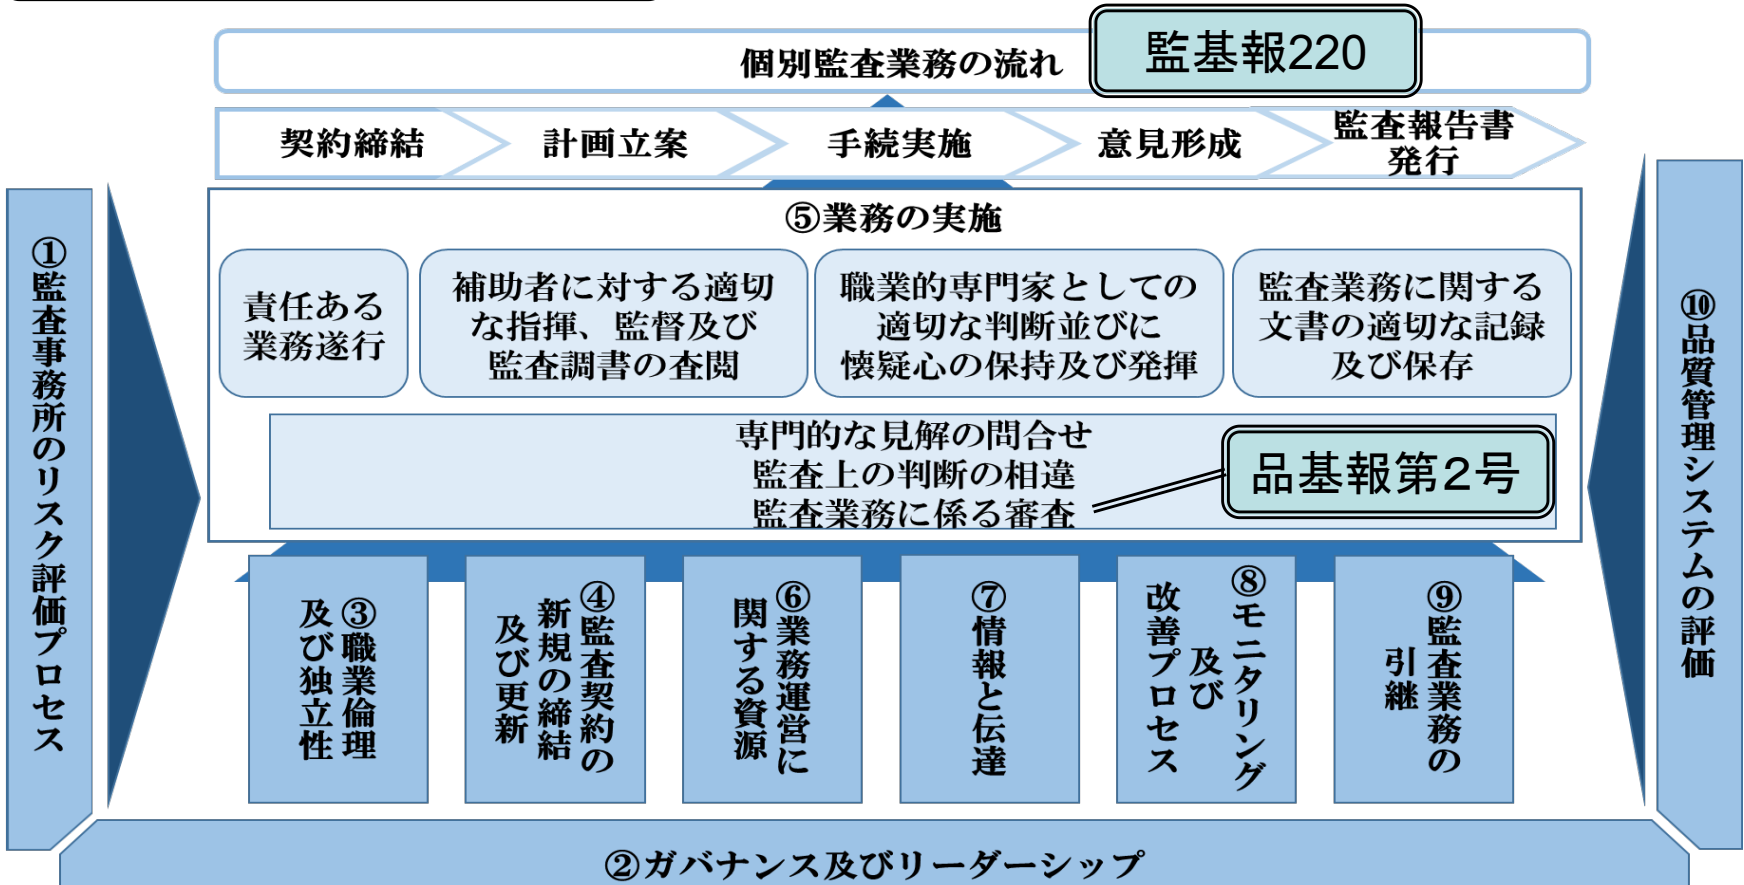 個別監査業務の流れ
監基報220
契約締結
計画立案
手続実施
意見形成
監査報告書
発行
①監査事務所のリスク評価プロセス
⑤業務の実施
責任ある
業務遂行
補助者に対する適切
な指揮、監督及び
監査調書の査閲
職業的専門家としての
適切な判断並びに
懐疑心の保持及び発揮
監査業務に関する
文書の適切な記録
及び保存
専門的な見解の問合せ
監査上の判断の相違
監査業務に係る審査
品基報第2号
⑩品質管理システムの評価
③職業倫理
及び独立性
④監査契約の
新規の締結
及び更新
⑥業務運営に
関する資源
⑦情報と伝達
⑧モニタリング
及び
改善プロセス
⑨監査業務の
引継
②ガバナンス及びリーダーシップ